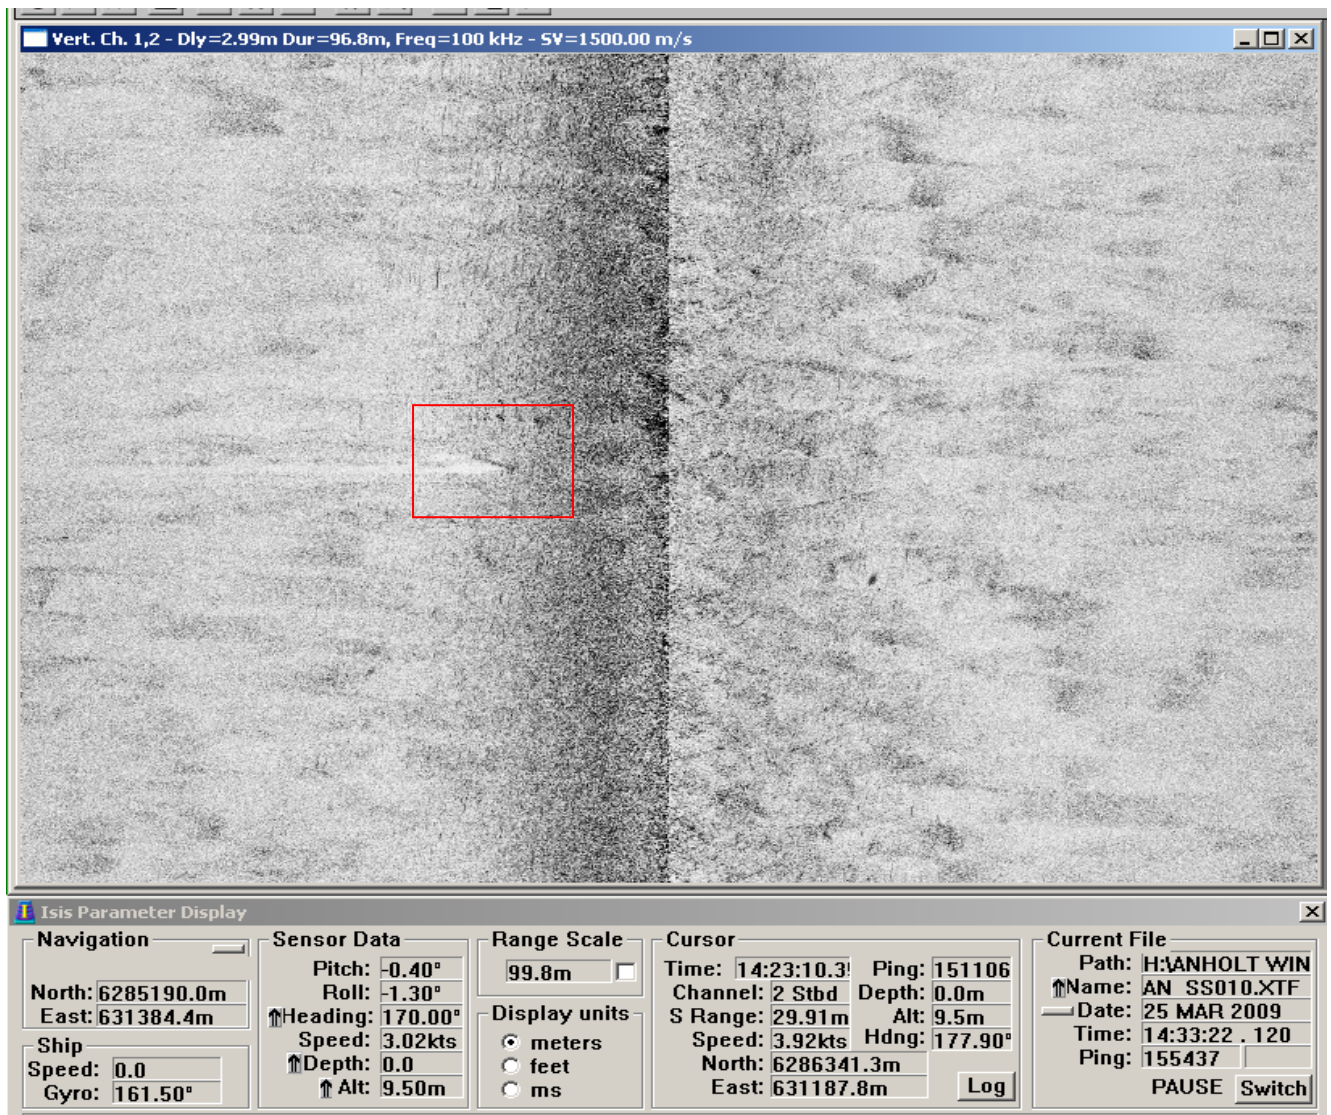 Vert. Ch. 1,2 - Dly=2.99m Dur=96.8m, Freq=100 kHz - SV=1500.00 m/s
Isis Parameter Display
Navigation
North: 6285190.0m
East: 631384.4m
Ship
Speed: 0.0
Gyro: 161.50°
Sensor Data
Pitch: -0.40°
Roll: -1.30°
Heading: 170.00°
Speed: 3.02kts
Depth: 0.0
Alt: 9.50m
Range Scale
99.8m
Display units
meters
feet
ms
Cursor
Time: 14:23:10.3 Ping: 151106
Channel: 2 Stbd Depth: 0.0m
S Range: 29.91m Alt: 9.5m
Speed: 3.92kts Hdng: 177.90°
North: 6286341.3m
East: 631187.8m
Log
Current File
Path: H:\ANHOLT WIN
Name: AN SS010.XTF
Date: 25 MAR 2009
Time: 14:33:22 . 120
Ping: 155437
PAUSE Switch